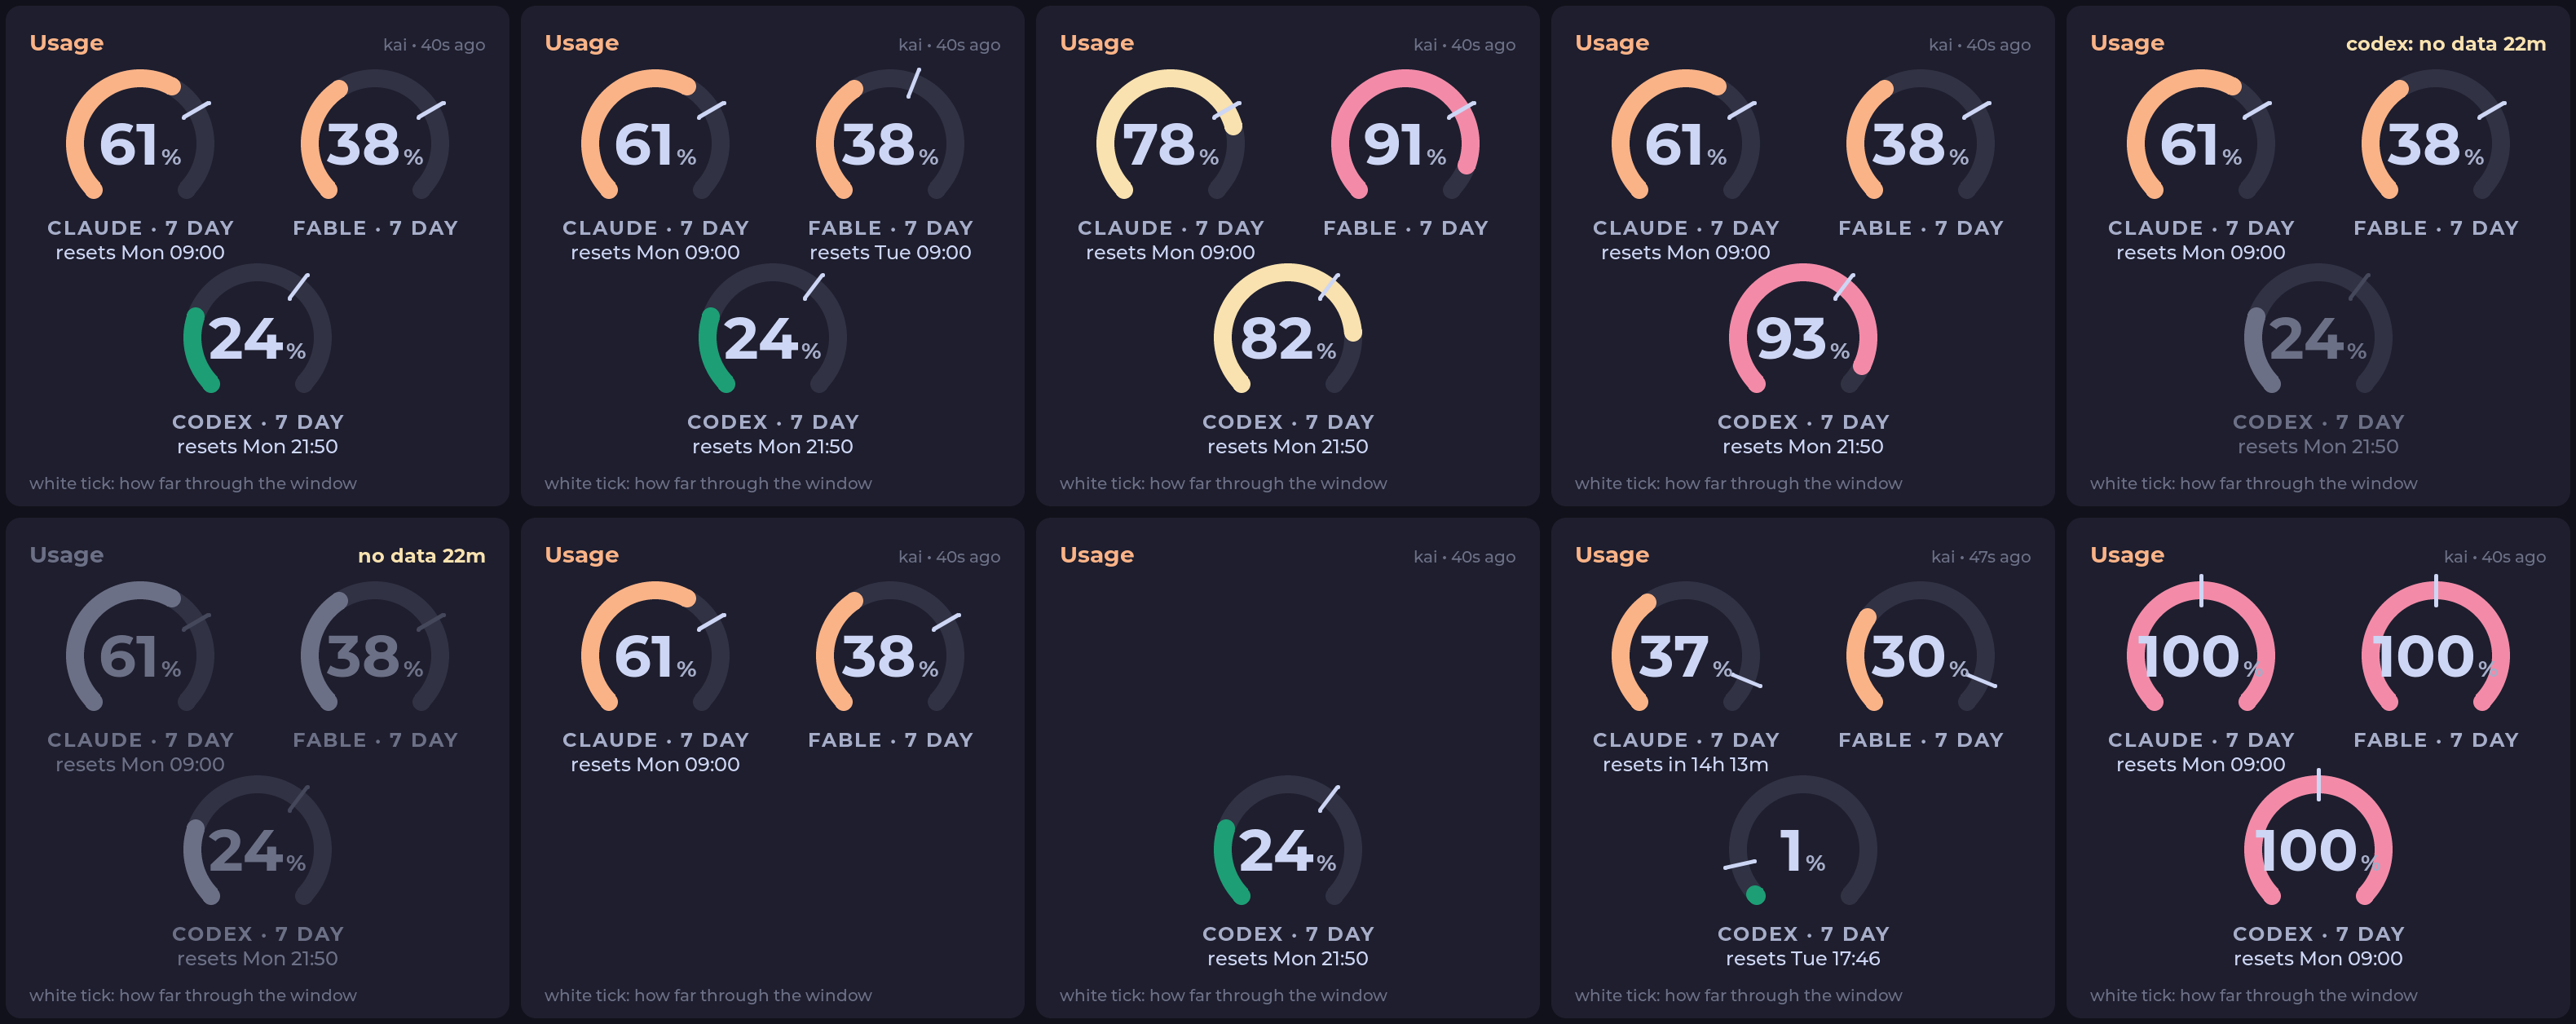 Usage kai • 40s ago
61% 38%
CLAUDE · 7 DAY FABLE · 7 DAY
resets Mon 09:00
24%
CODEX · 7 DAY
resets Mon 21:50
white tick: how far through the window
Usage kai • 40s ago
61% 38%
CLAUDE · 7 DAY FABLE · 7 DAY
resets Mon 09:00 resets Tue 09:00
24%
CODEX · 7 DAY
resets Mon 21:50
white tick: how far through the window
Usage kai • 40s ago
78% 91%
CLAUDE · 7 DAY FABLE · 7 DAY
resets Mon 09:00
82%
CODEX · 7 DAY
resets Mon 21:50
white tick: how far through the window
Usage kai • 40s ago
61% 38%
CLAUDE · 7 DAY FABLE · 7 DAY
resets Mon 09:00
93%
CODEX · 7 DAY
resets Mon 21:50
white tick: how far through the window
Usage codex: no data 22m
61% 38%
CLAUDE · 7 DAY FABLE · 7 DAY
resets Mon 09:00
24%
CODEX · 7 DAY
resets Mon 21:50
white tick: how far through the window
Usage no data 22m
61% 38%
CLAUDE · 7 DAY FABLE · 7 DAY
resets Mon 09:00
24%
CODEX · 7 DAY
resets Mon 21:50
white tick: how far through the window
Usage kai • 40s ago
61% 38%
CLAUDE · 7 DAY FABLE · 7 DAY
resets Mon 09:00
white tick: how far through the window
Usage kai • 40s ago
24%
CODEX · 7 DAY
resets Mon 21:50
white tick: how far through the window
Usage kai • 47s ago
37% 30%
CLAUDE · 7 DAY FABLE · 7 DAY
resets in 14h 13m
1%
CODEX · 7 DAY
resets Tue 17:46
white tick: how far through the window
Usage kai • 40s ago
100% 100%
CLAUDE · 7 DAY FABLE · 7 DAY
resets Mon 09:00
100%
CODEX · 7 DAY
resets Mon 09:00
white tick: how far through the window